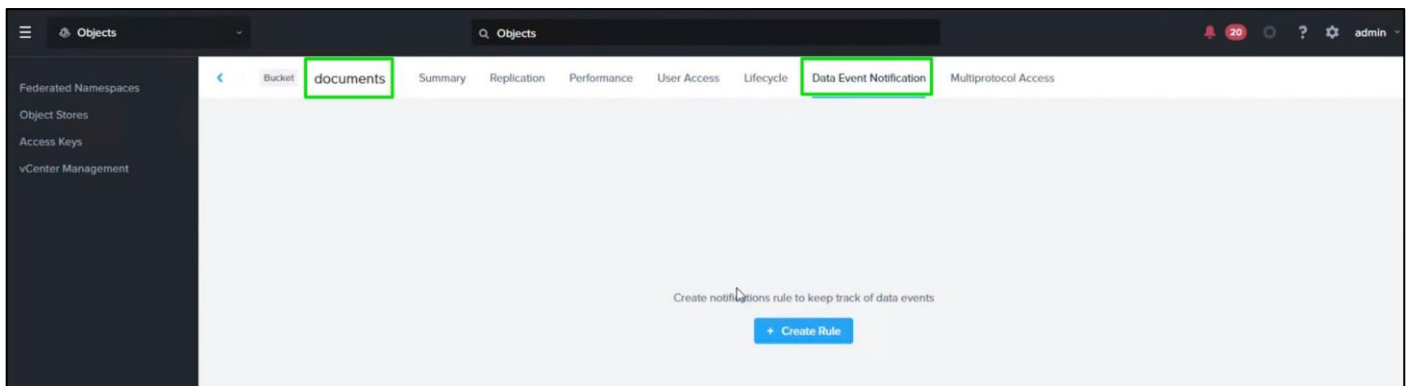 Objects
Objects
20
?
admin
Federated Namespaces
Object Stores
Access Keys
vCenter Management
Bucket documents Summary Replication Performance User Access Lifecycle Data Event Notification Multiprotocol Access
Create notifications rule to keep track of data events
+ Create Rule